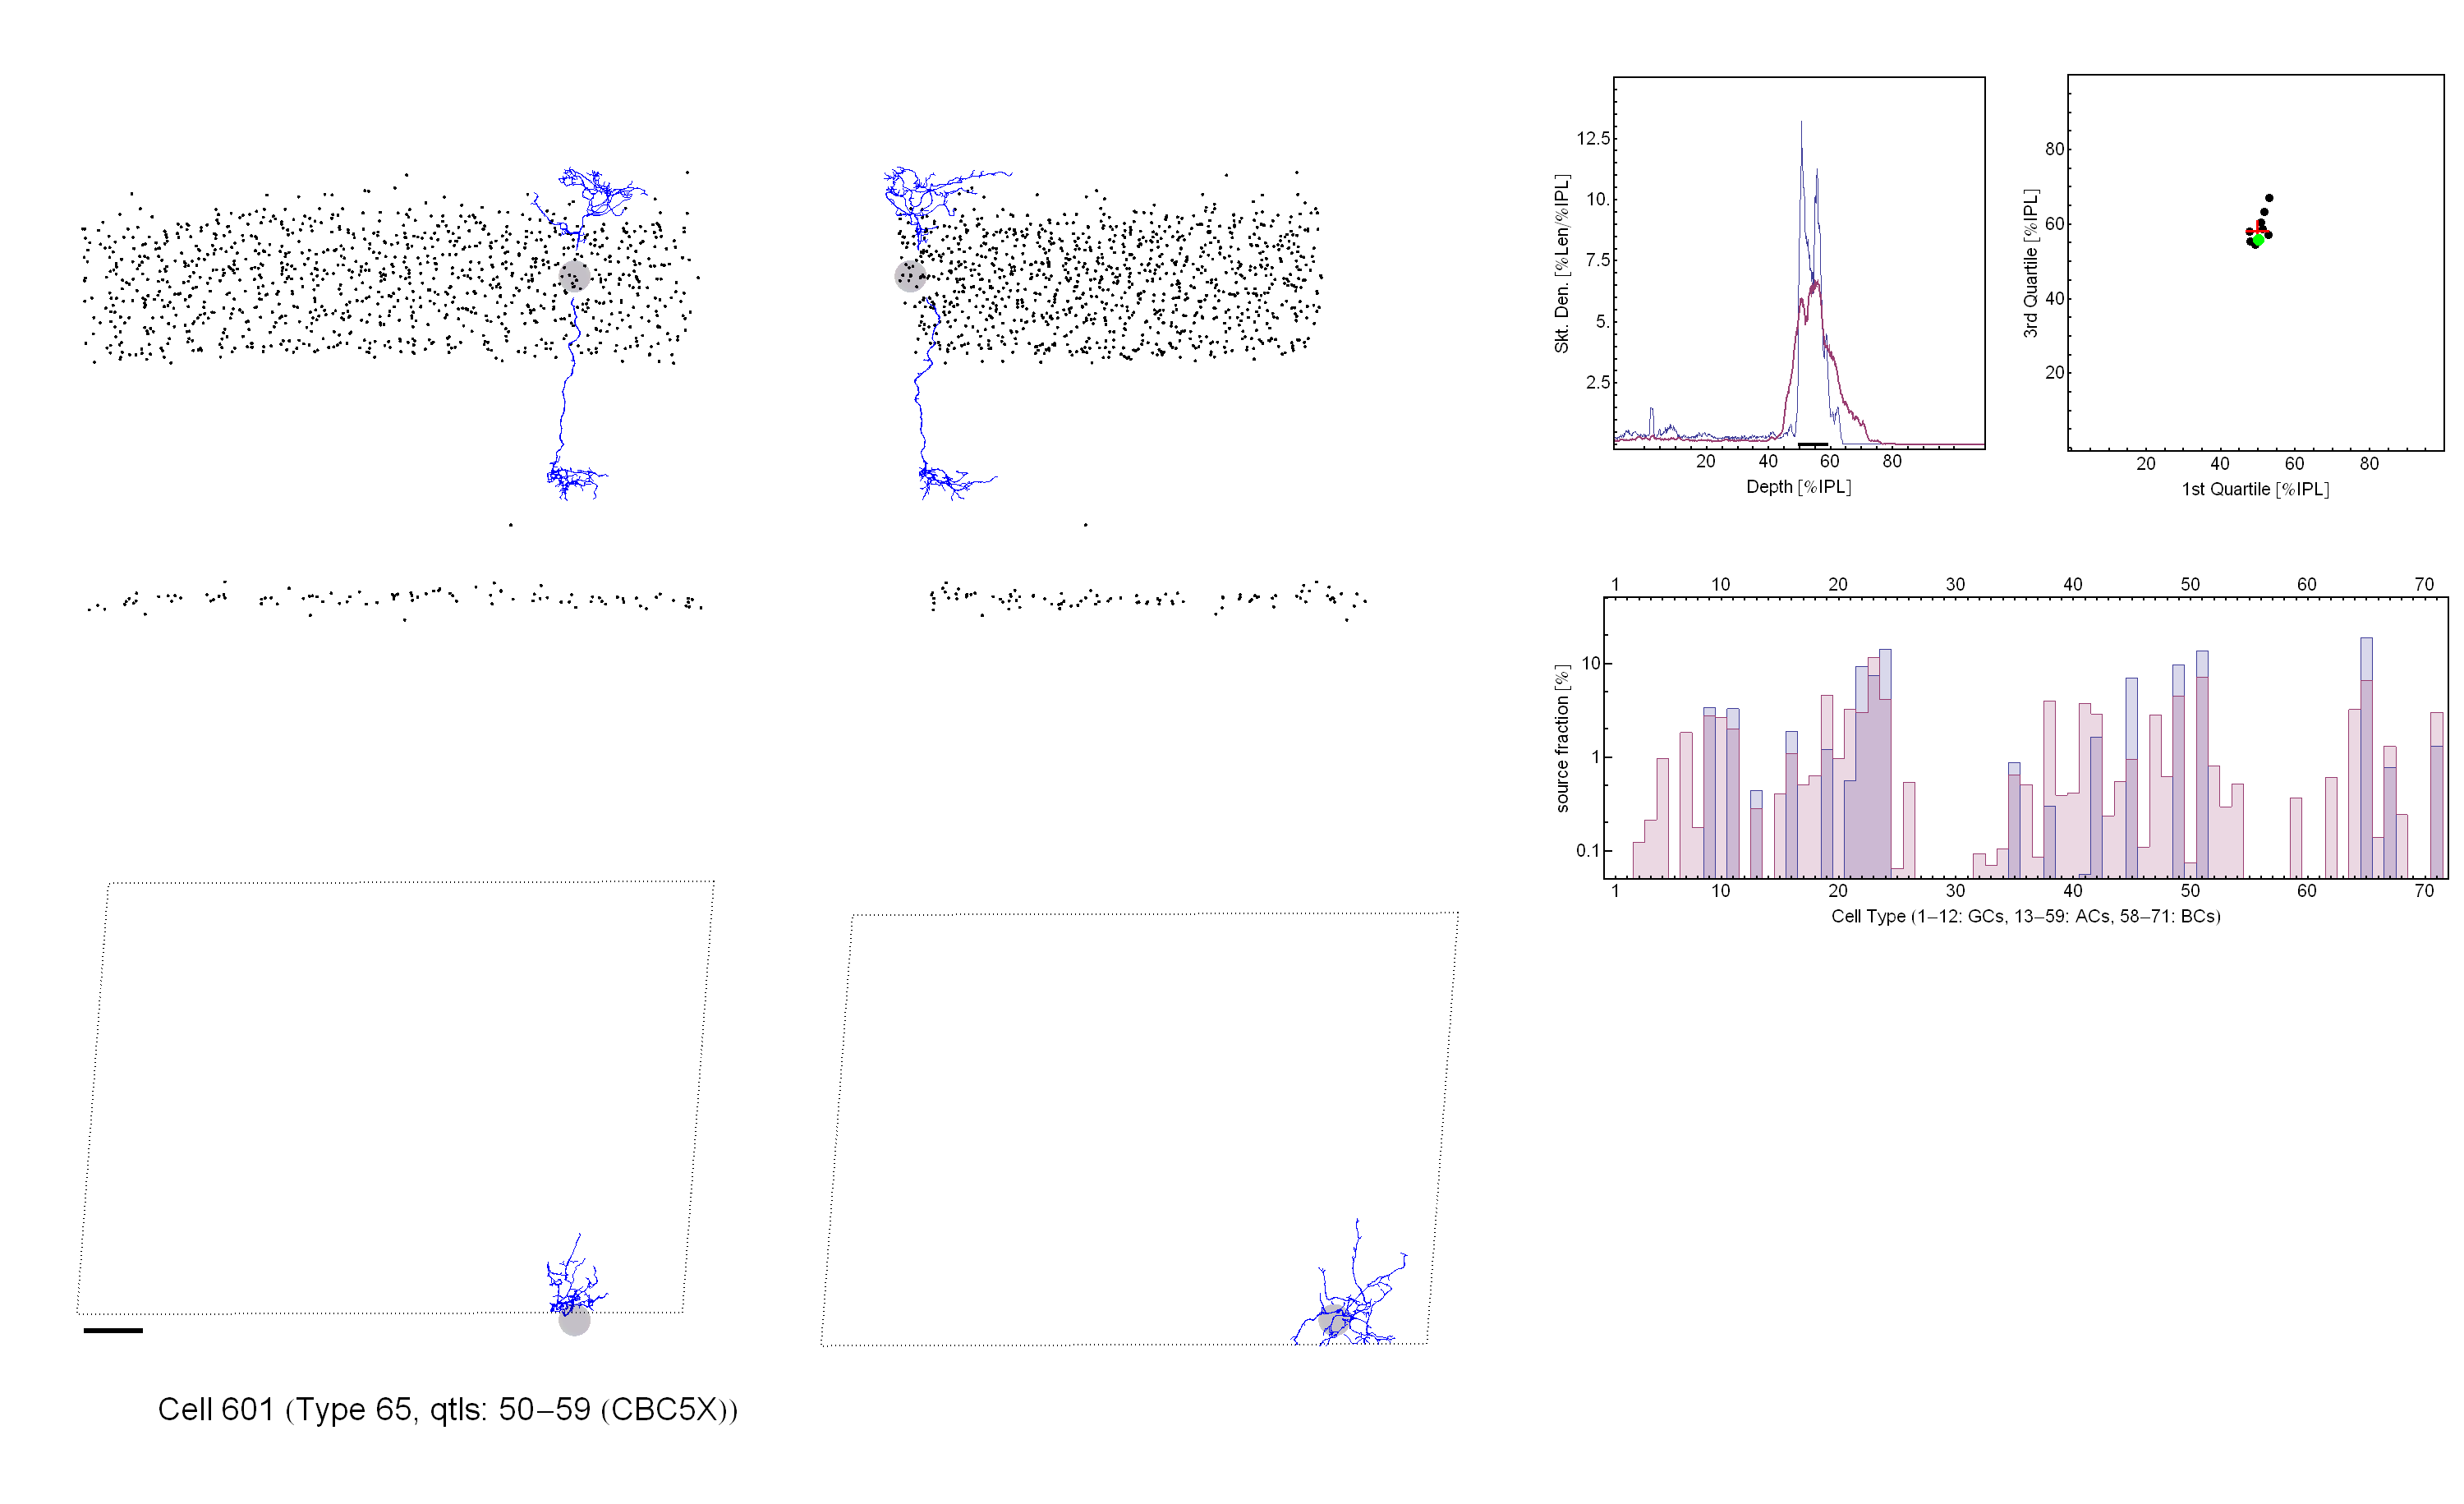 12.5
10.
7.5
5.
2.5
Skt. Den. [%Len/%IPL]
20 40 60 80
Depth [%IPL]
80
60
40
20
3rd Quartile [%IPL]
20 40 60 80
1st Quartile [%IPL]
1 10 20 30 40 50 60 70
10
1
0.1
source fraction [%]
1 10 20 30 40 50 60 70
Cell Type (1–12: GCs, 13–59: ACs, 58–71: BCs)
Cell 601 (Type 65, qtls: 50–59 (CBC5X))